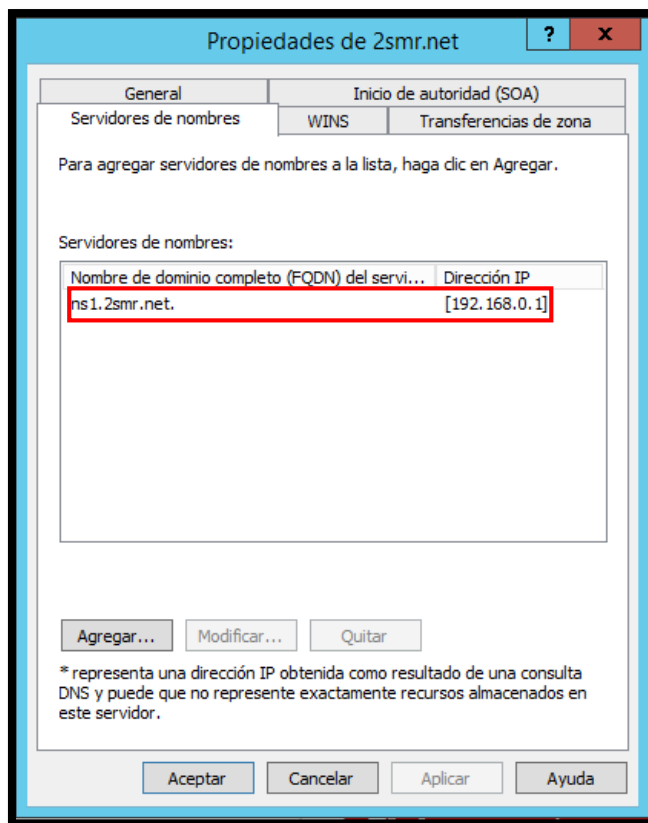 Propiedades de 2smr.net
?
x
General
Inicio de autoridad (SOA)
Servidores de nombres
WINS
Transferencias de zona
Para agregar servidores de nombres a la lista, haga clic en Agregar.
Servidores de nombres:
Nombre de dominio completo (FQDN) del servi... Dirección IP
ns1.2smr.net. [192.168.0.1]
Agregar... Modificar... Quitar
* representa una dirección IP obtenida como resultado de una consulta
DNS y puede que no represente exactamente recursos almacenados en
este servidor.
Aceptar Cancelar Aplicar Ayuda